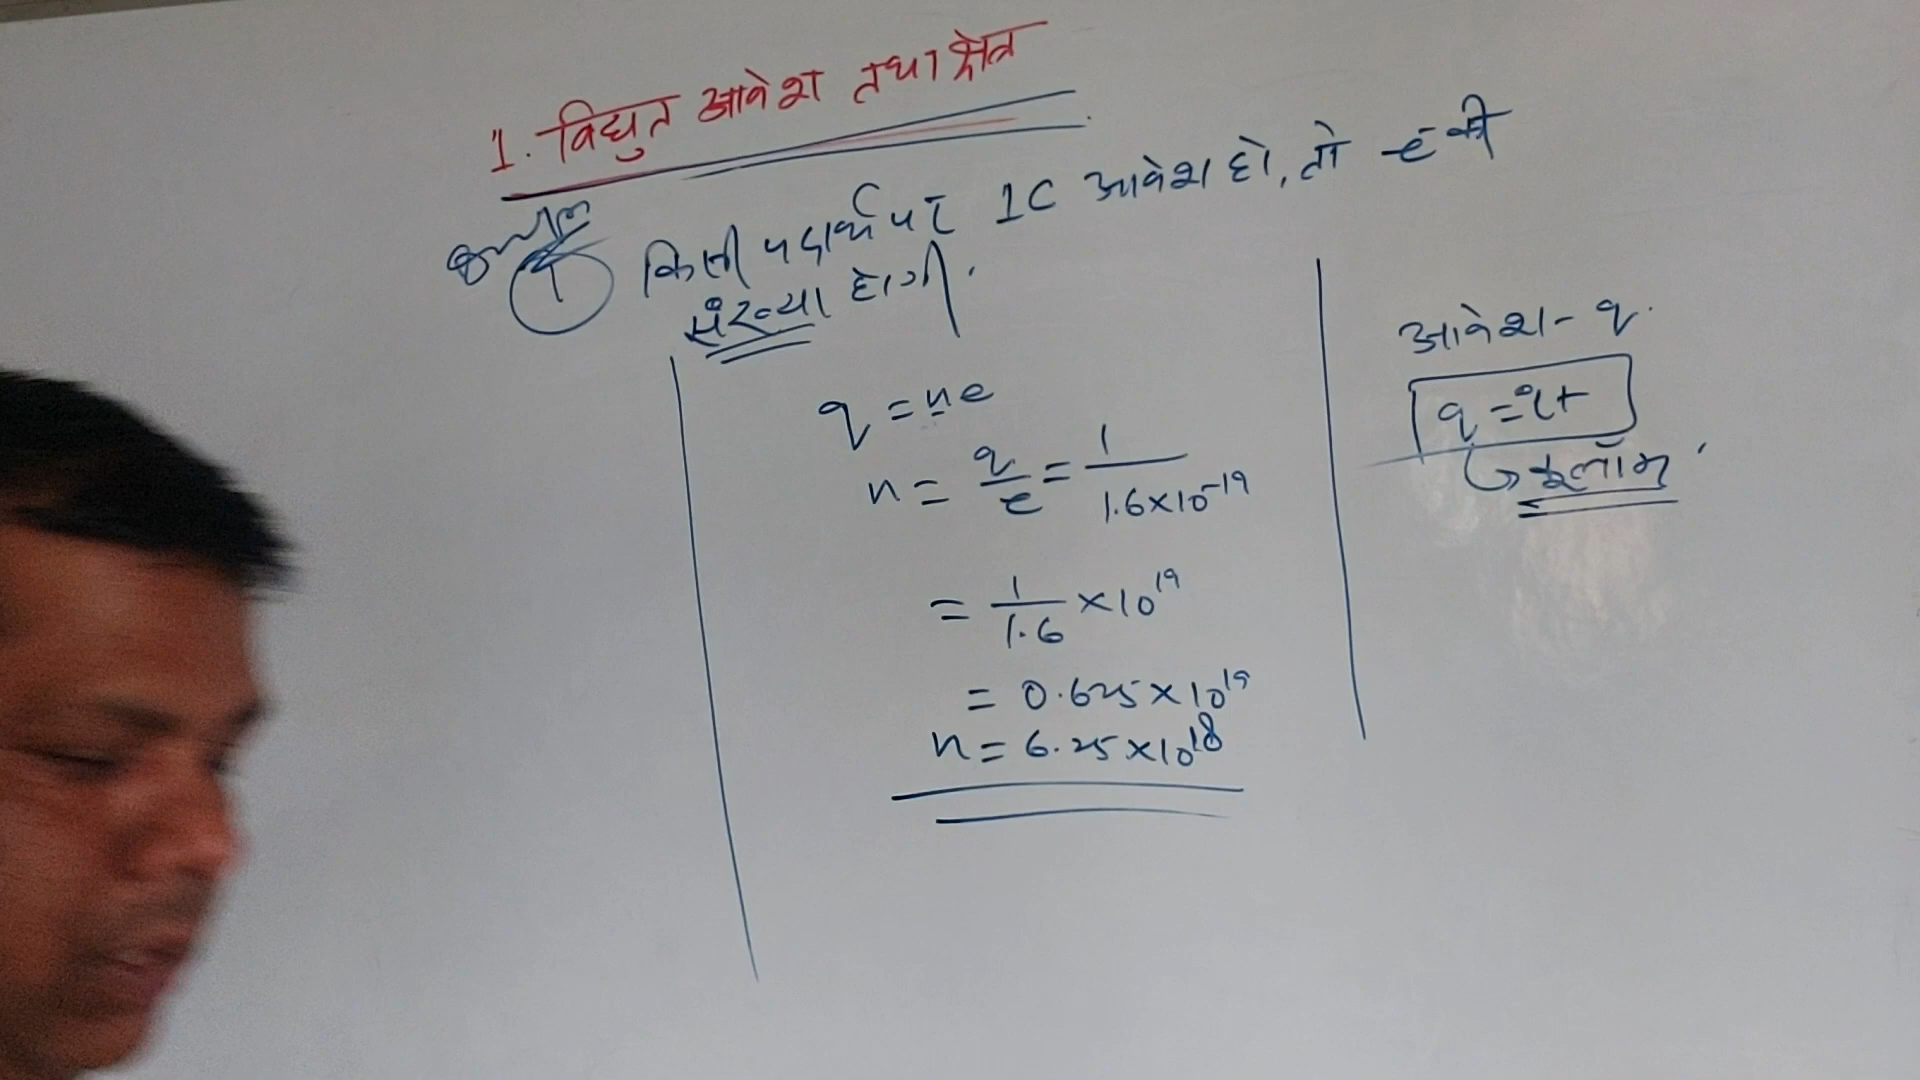 1. विद्युत आवेश तथा क्षेत्र
1 किसी पदार्थ पर 1C आवेश हो, तो e की
संख्या होगी.
q = ne
n = q/e = 1/1.6×10⁻¹⁹
= 1/1.6 ×10¹⁹
= 0.625×10¹⁹
n = 6.25×10¹⁸
आवेश - q.
q = it
कूलॉम